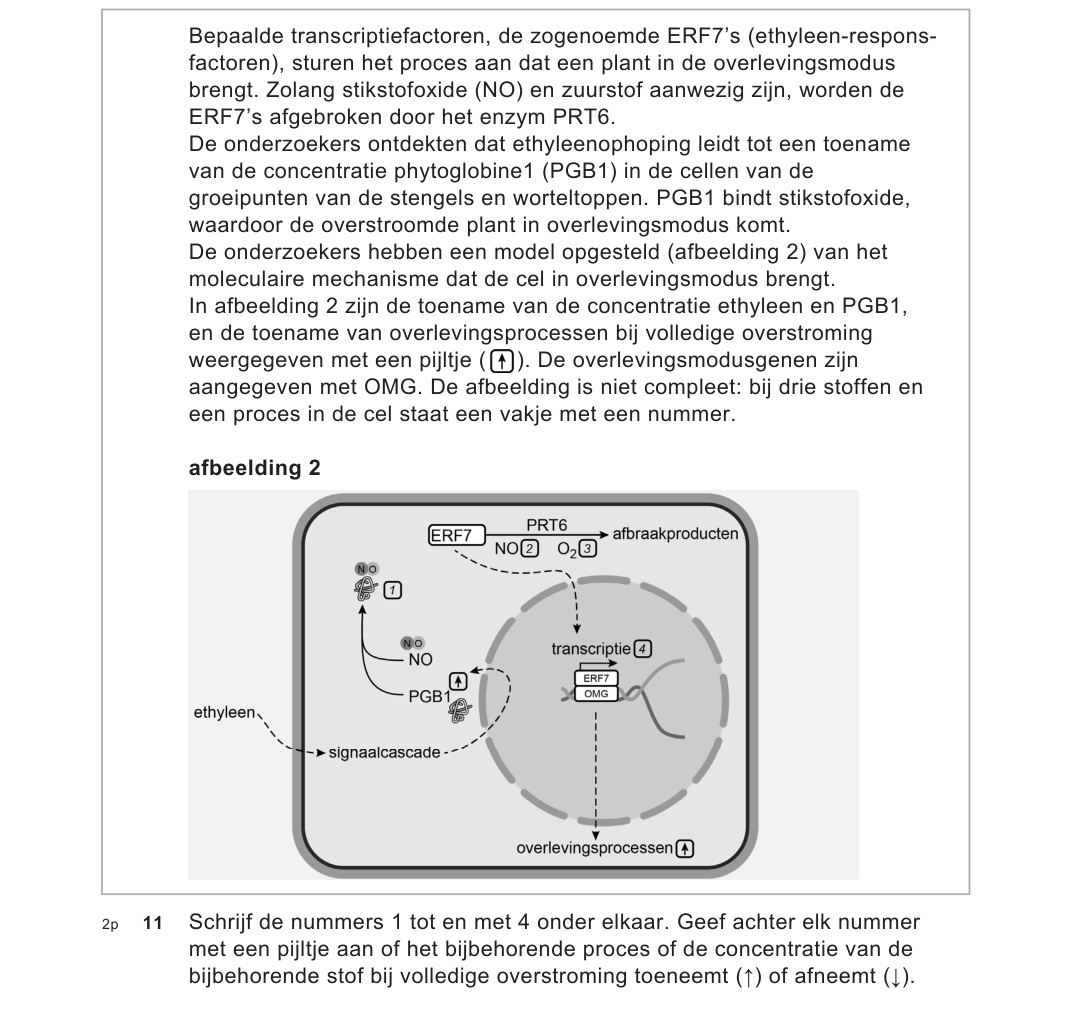 Bepaalde transcriptiefactoren, de zogenoemde ERF7's (ethyleen-respons-
factoren), sturen het proces aan dat een plant in de overlevingsmodus
brengt. Zolang stikstofoxide (NO) en zuurstof aanwezig zijn, worden de
ERF7's afgebroken door het enzym PRT6.
De onderzoekers ontdekten dat ethyleenophoping leidt tot een toename
van de concentratie phytoglobine1 (PGB1) in de cellen van de
groeipunten van de stengels en worteltoppen. PGB1 bindt stikstofoxide,
waardoor de overstroomde plant in overlevingsmodus komt.
De onderzoekers hebben een model opgesteld (afbeelding 2) van het
moleculaire mechanisme dat de cel in overlevingsmodus brengt.
In afbeelding 2 zijn de toename van de concentratie ethyleen en PGB1,
en de toename van overlevingsprocessen bij volledige overstroming
weergegeven met een pijltje (↑). De overlevingsmodusgenen zijn
aangegeven met OMG. De afbeelding is niet compleet: bij drie stoffen en
een proces in de cel staat een vakje met een nummer.
afbeelding 2
PRT6
ERF7
afbraakproducten
NO 2 O₂ 3
NO
1
NO
NO
transcriptie 4
ERF7
OMG
PGB1 ↑
ethyleen
signaalcascade
overlevingsprocessen ↑
2p 11 Schrijf de nummers 1 tot en met 4 onder elkaar. Geef achter elk nummer
met een pijltje aan of het bijbehorende proces of de concentratie van de
bijbehorende stof bij volledige overstroming toeneemt (↑) of afneemt (↓).